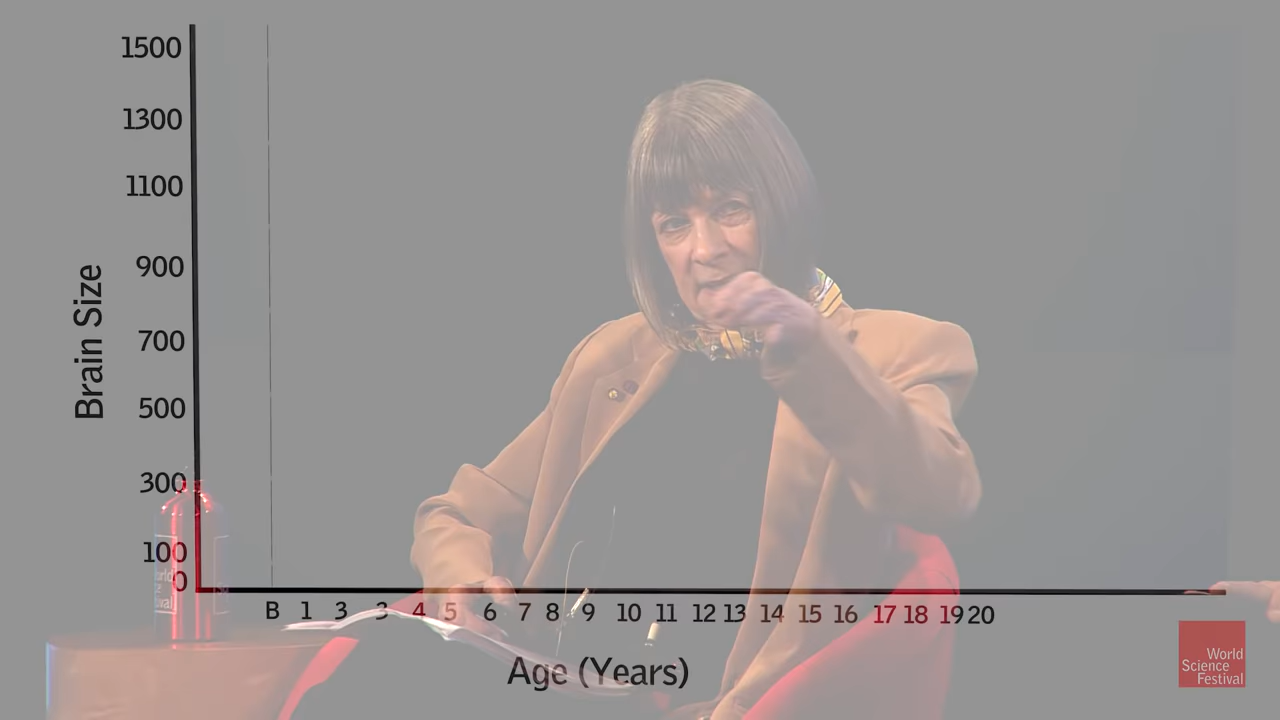 1500
1300
1100
900
700
500
300
100
0
Brain Size
B 1 3 3 4 5 6 7 8 9 10 11 12 13 14 15 16 17 18 19 20
Age (Years)
World
Science
Festival